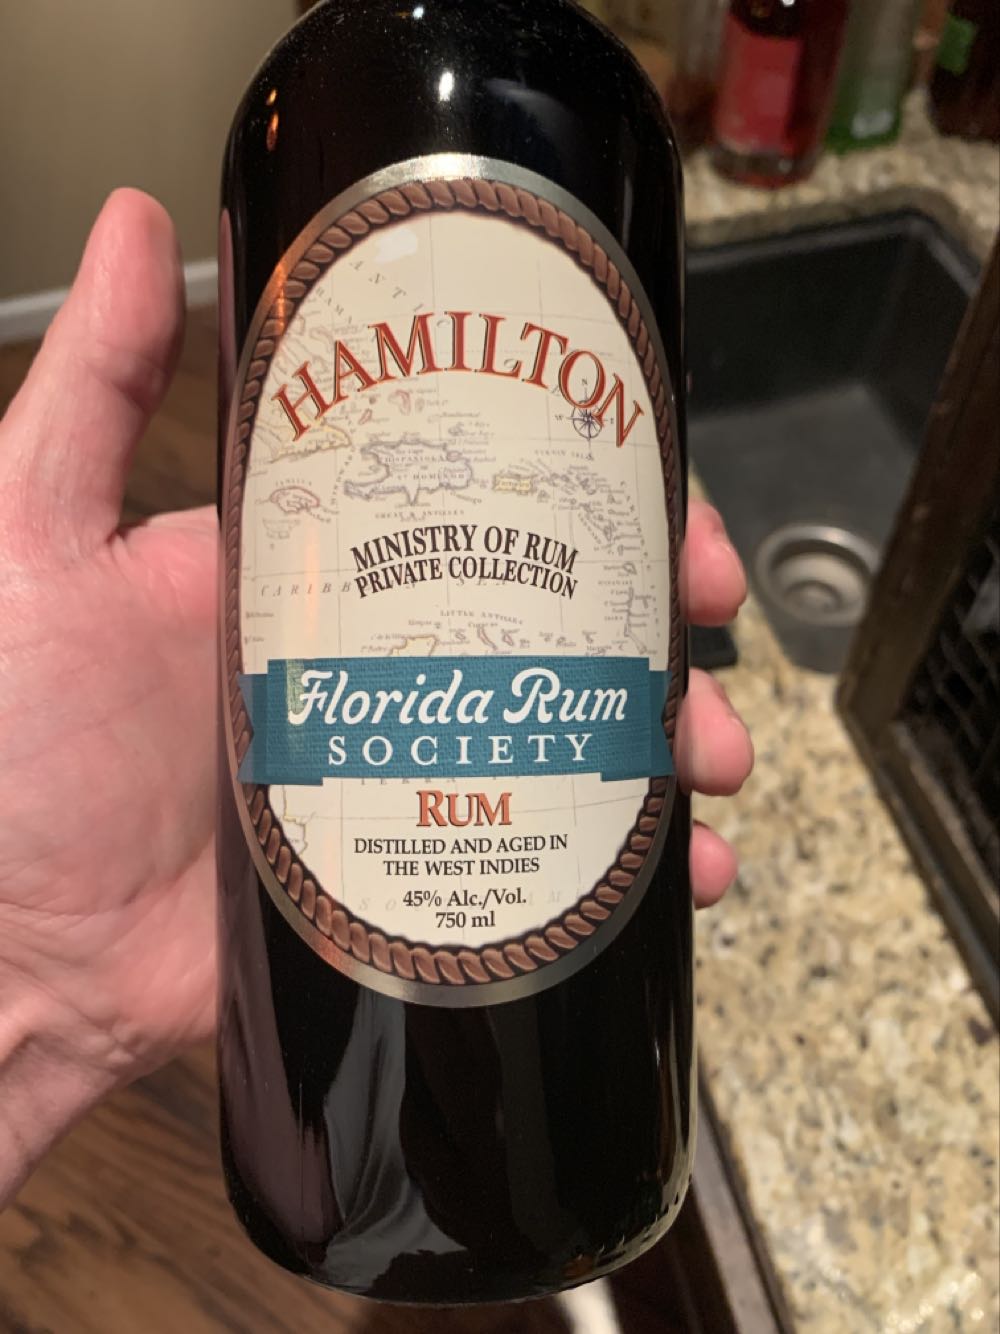 HAMILTON
MINISTRY OF RUM
PRIVATE COLLECTION
Florida Rum
SOCIETY
RUM
DISTILLED AND AGED IN
THE WEST INDIES
45% Alc./Vol.
750 ml